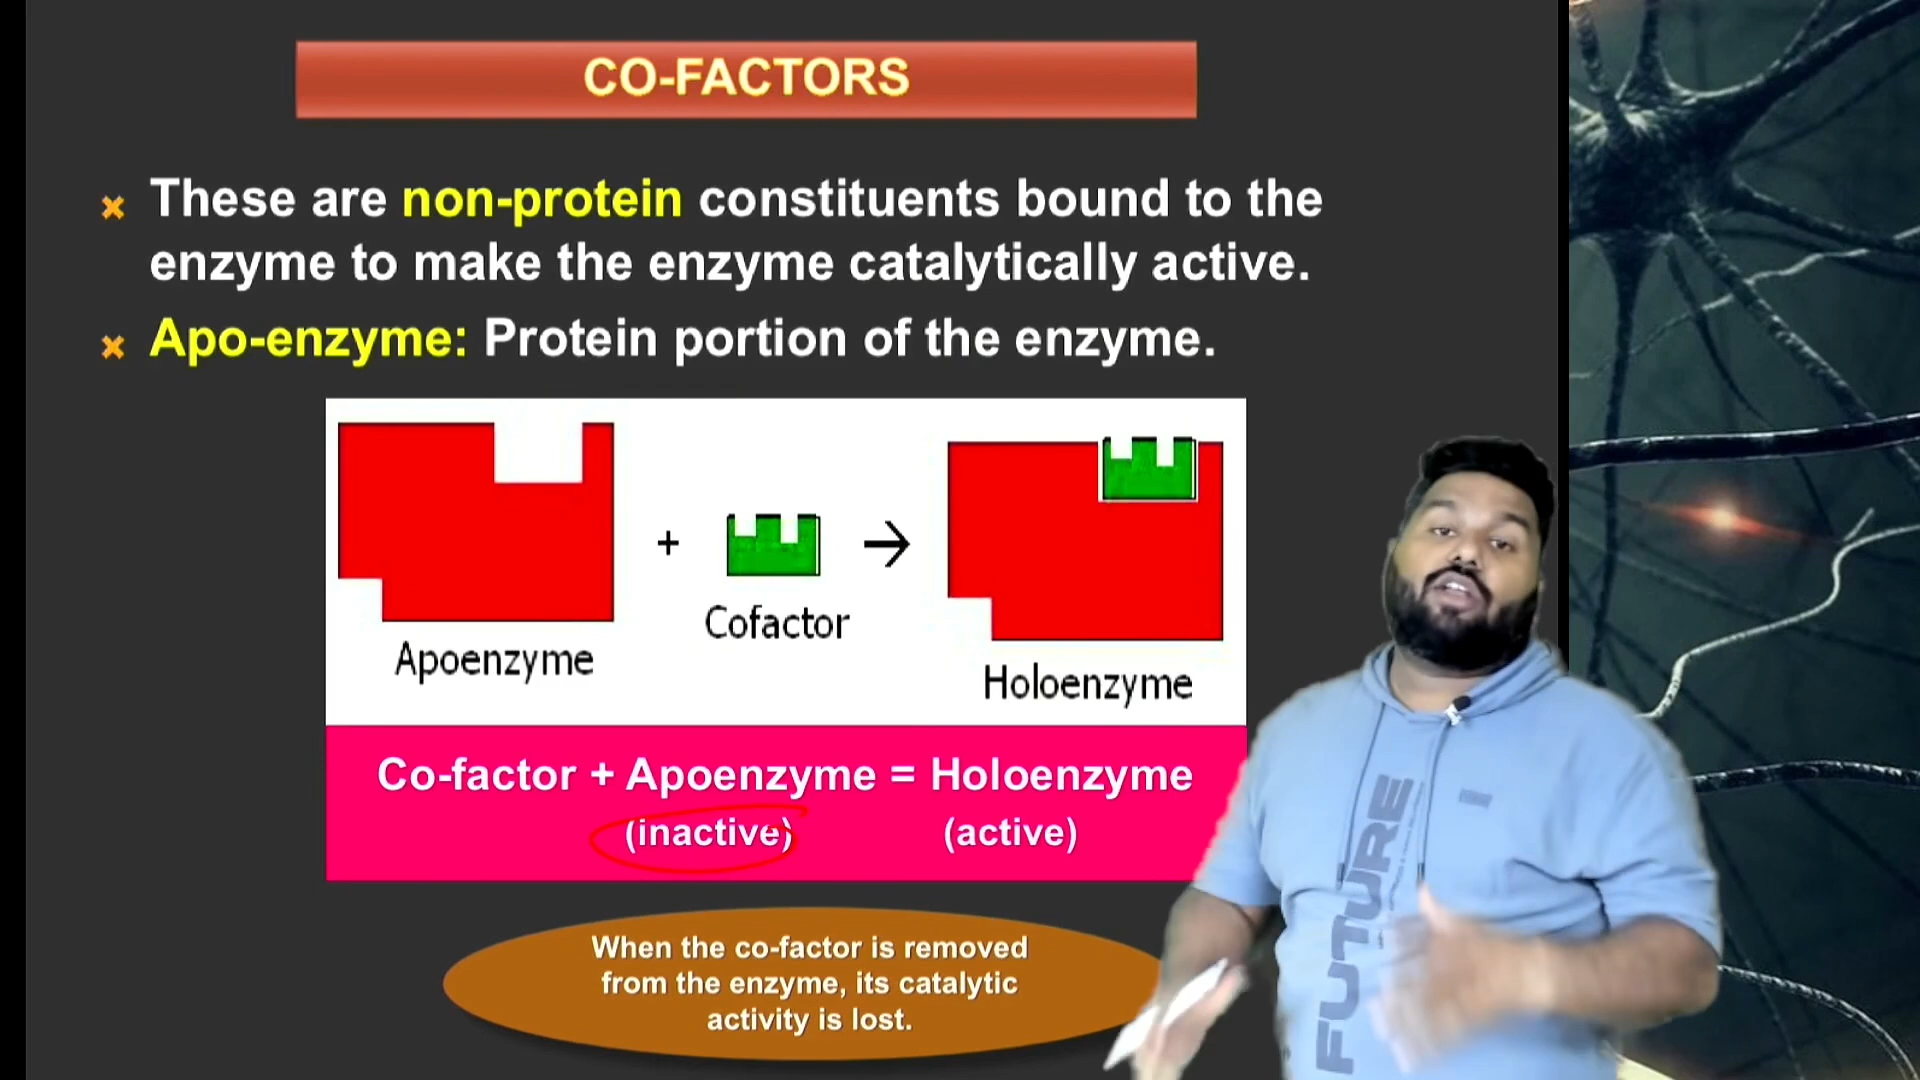 CO-FACTORS
These are non-protein constituents bound to the
enzyme to make the enzyme catalytically active.
Apo-enzyme: Protein portion of the enzyme.
+
→
Cofactor
Apoenzyme
Holoenzyme
Co-factor + Apoenzyme = Holoenzyme
(inactive) (active)
When the co-factor is removed
from the enzyme, its catalytic
activity is lost.
FUTURE